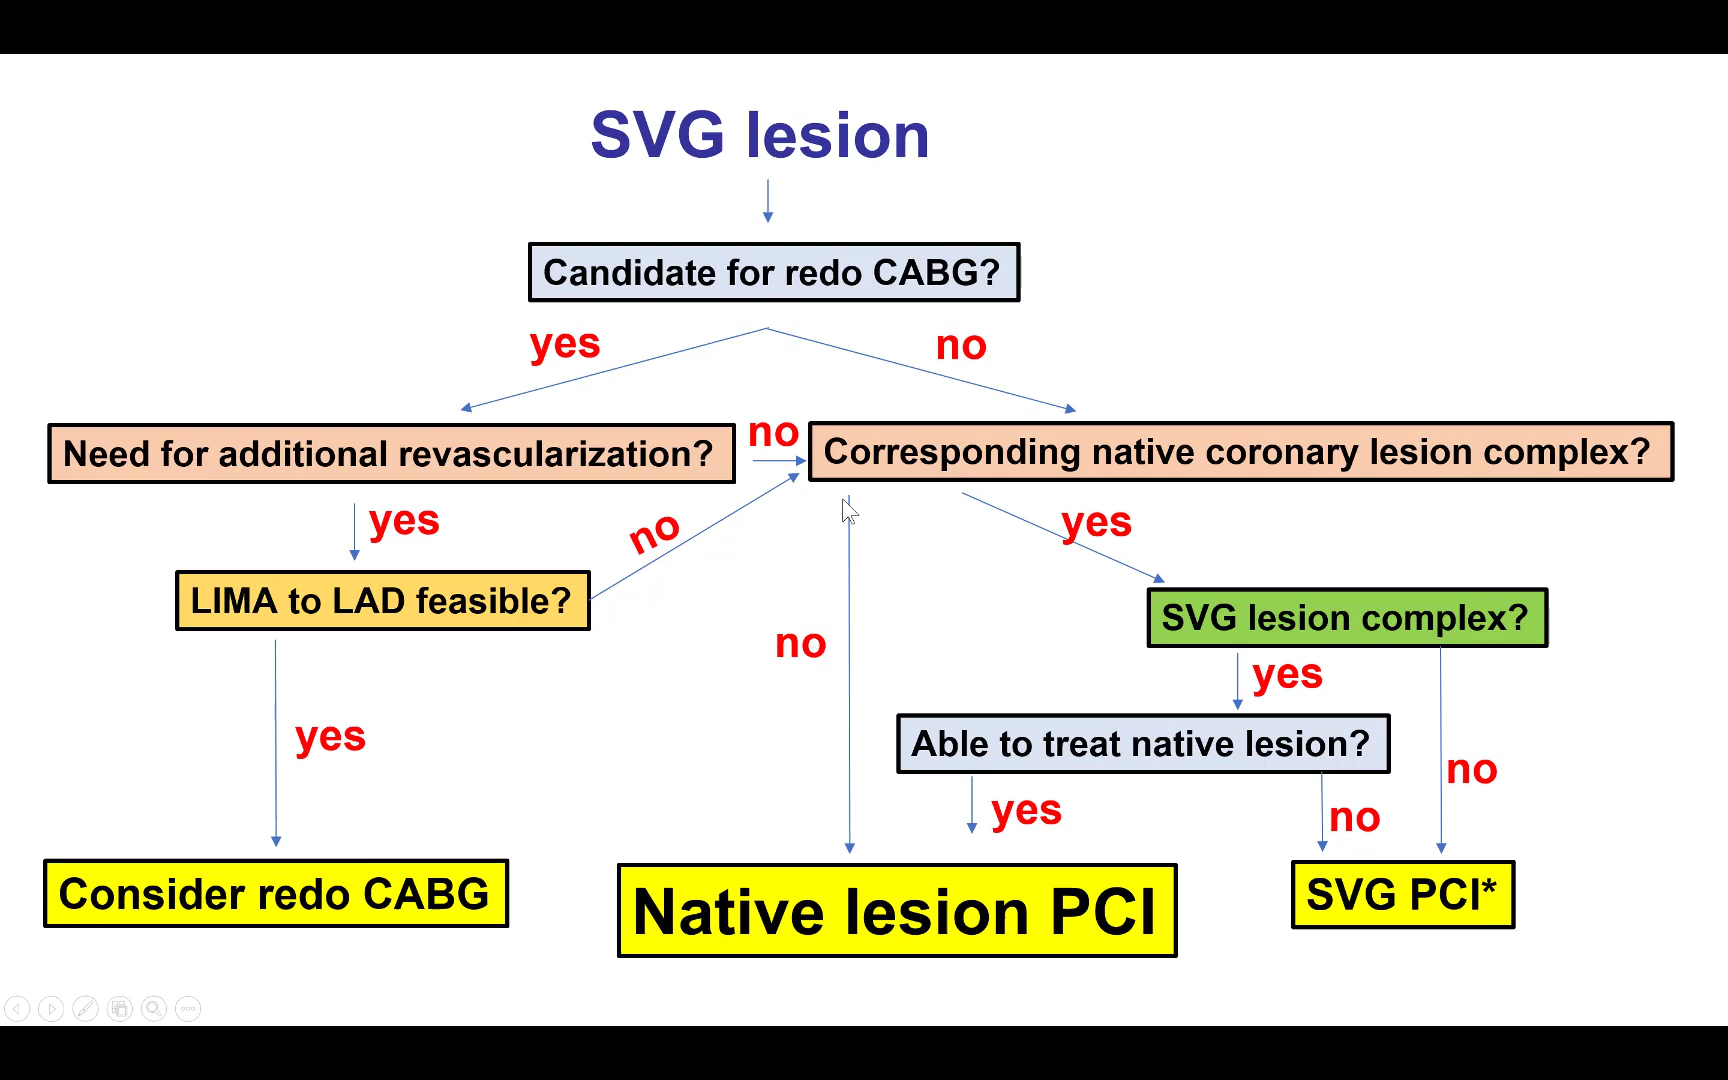 SVG lesion
Candidate for redo CABG?
yes
no
Need for additional revascularization?
no
Corresponding native coronary lesion complex?
yes
no
yes
LIMA to LAD feasible?
SVG lesion complex?
no
yes
yes
Able to treat native lesion?
no
yes
no
Consider redo CABG
Native lesion PCI
SVG PCI*